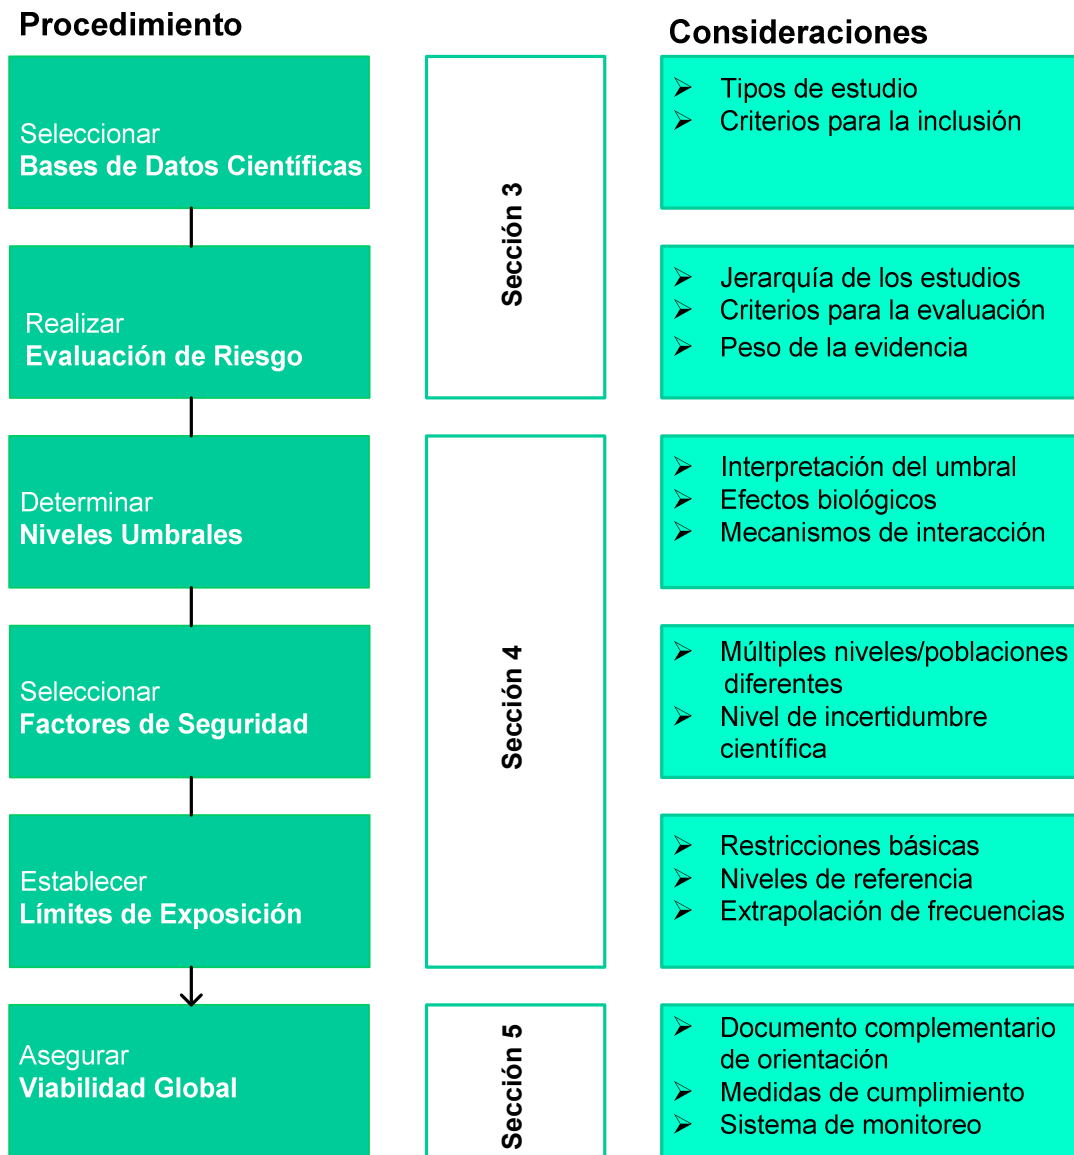 Procedimiento
Consideraciones
Seleccionar
Bases de Datos Científicas
Sección 3
Tipos de estudio
Criterios para la inclusión
Realizar
Evaluación de Riesgo
Jerarquía de los estudios
Criterios para la evaluación
Peso de la evidencia
Determinar
Niveles Umbrales
Sección 4
Interpretación del umbral
Efectos biológicos
Mecanismos de interacción
Seleccionar
Factores de Seguridad
Múltiples niveles/poblaciones
diferentes
Nivel de incertidumbre
científica
Establecer
Límites de Exposición
Restricciones básicas
Niveles de referencia
Extrapolación de frecuencias
Asegurar
Viabilidad Global
Sección 5
Documento complementario
de orientación
Medidas de cumplimiento
Sistema de monitoreo